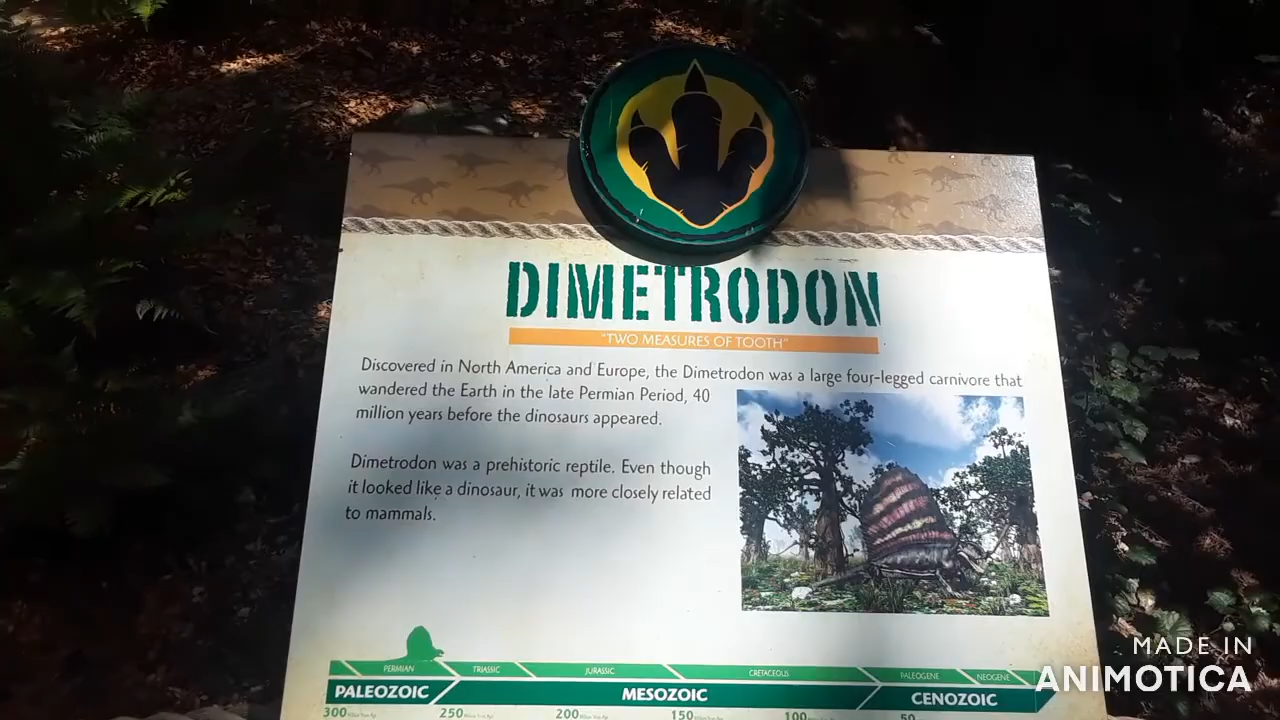 DIMETRODON
"TWO MEASURES OF TOOTH"
Discovered in North America and Europe, the Dimetrodon was a large four-legged carnivore that
wandered the Earth in the late Permian Period, 40
million years before the dinosaurs appeared.
Dimetrodon was a prehistoric reptile. Even though
it looked like a dinosaur, it was more closely related
to mammals.
PERMIAN TRIASSIC JURASSIC CRETACEOUS PALEOGENE NEOGENE
PALEOZOIC MESOZOIC CENOZOIC
300 250 200 150 100 50
MADE IN
ANIMOTICA